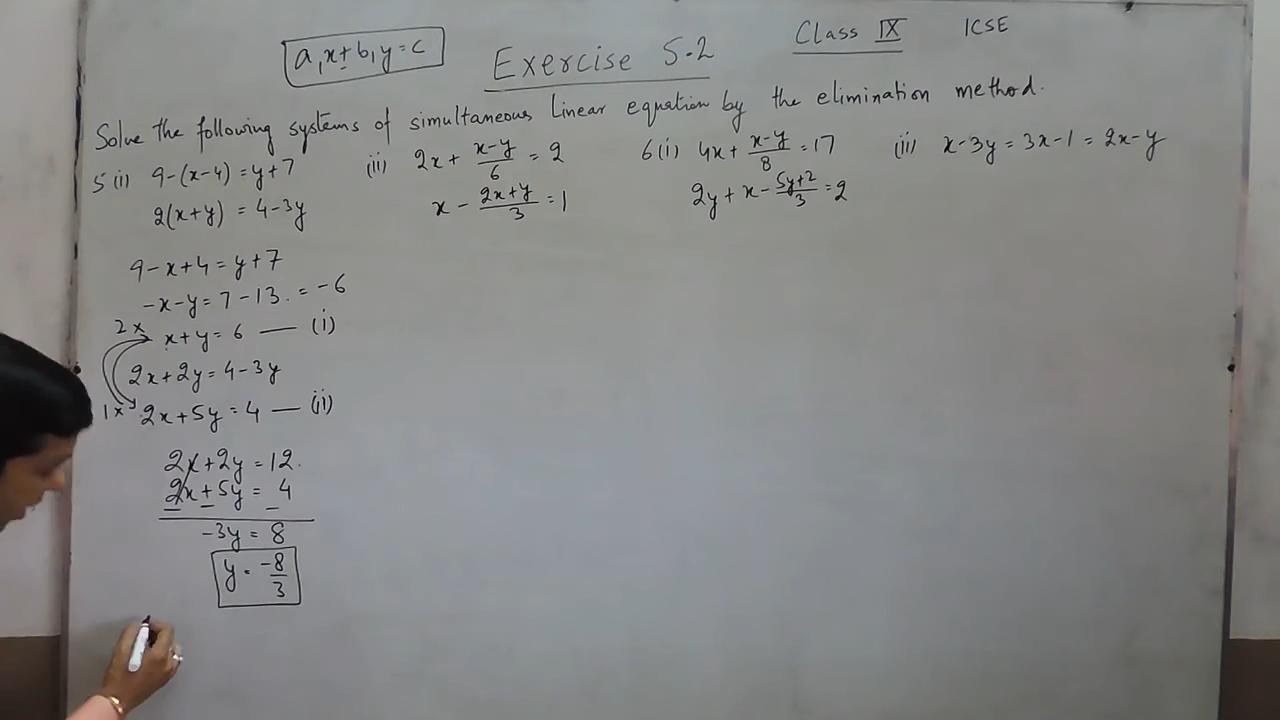 a₁x+b₁y=c
Exercise 5.2
Class IX ICSE
Solve the following systems of simultaneous Linear equation by the elimination method.
5 (i) 9-(x-4)=y+7
2(x+y) = 4-3y
(ii) 2x + (x-y)/6 = 2
x - (2x+y)/3 = 1
6 (i) 4x + (x-y)/8 = 17
2y + x - (5y+2)/3 = 2
(ii) x-3y = 3x-1 = 2x-y
9-x+4 = y+7
-x-y = 7-13. = -6
2x x+y = 6 — (i)
2x+2y = 4-3y
1x 2x+5y = 4 — (ii)
2x+2y = 12.
2x+5y = 4
-3y = 8
y = -8/3